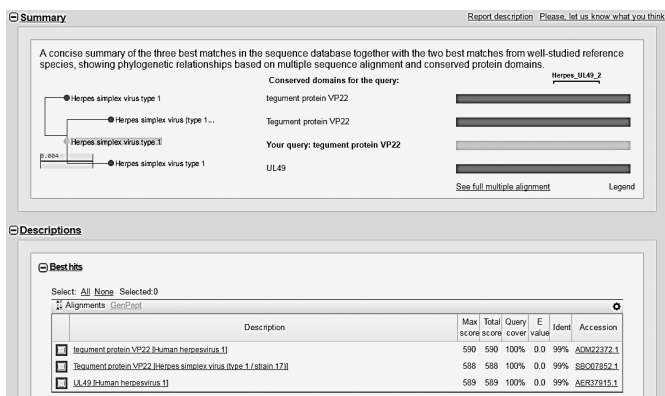 Summary
Report description Please, let us know what you think
A concise summary of the three best matches in the sequence database together with the two best matches from well-studied reference
species, showing phylogenetic relationships based on multiple sequence alignment and conserved protein domains.
Conserved domains for the query:
Herpes_UL49_2
Herpes simplex virus type 1
tegument protein VP22
Herpes simplex virus (type 1...
Tegument protein VP22
Herpes simplex virus type 1
Your query: tegument protein VP22
0.004
Herpes simplex virus type 1
UL49
See full multiple alignment
Legend
Descriptions
Best hits
Select: All None Selected:0
Alignments GenPept
Description Max score Total score Query cover E value Ident Accession
tegument protein VP22 [Human herpesvirus 1] 590 590 100% 0.0 99% ADM22372.1
Tegument protein VP22 [Herpes simplex virus (type 1 / strain 17)] 588 588 100% 0.0 99% SBO07852.1
UL49 [Human herpesvirus 1] 589 589 100% 0.0 99% AER37915.1